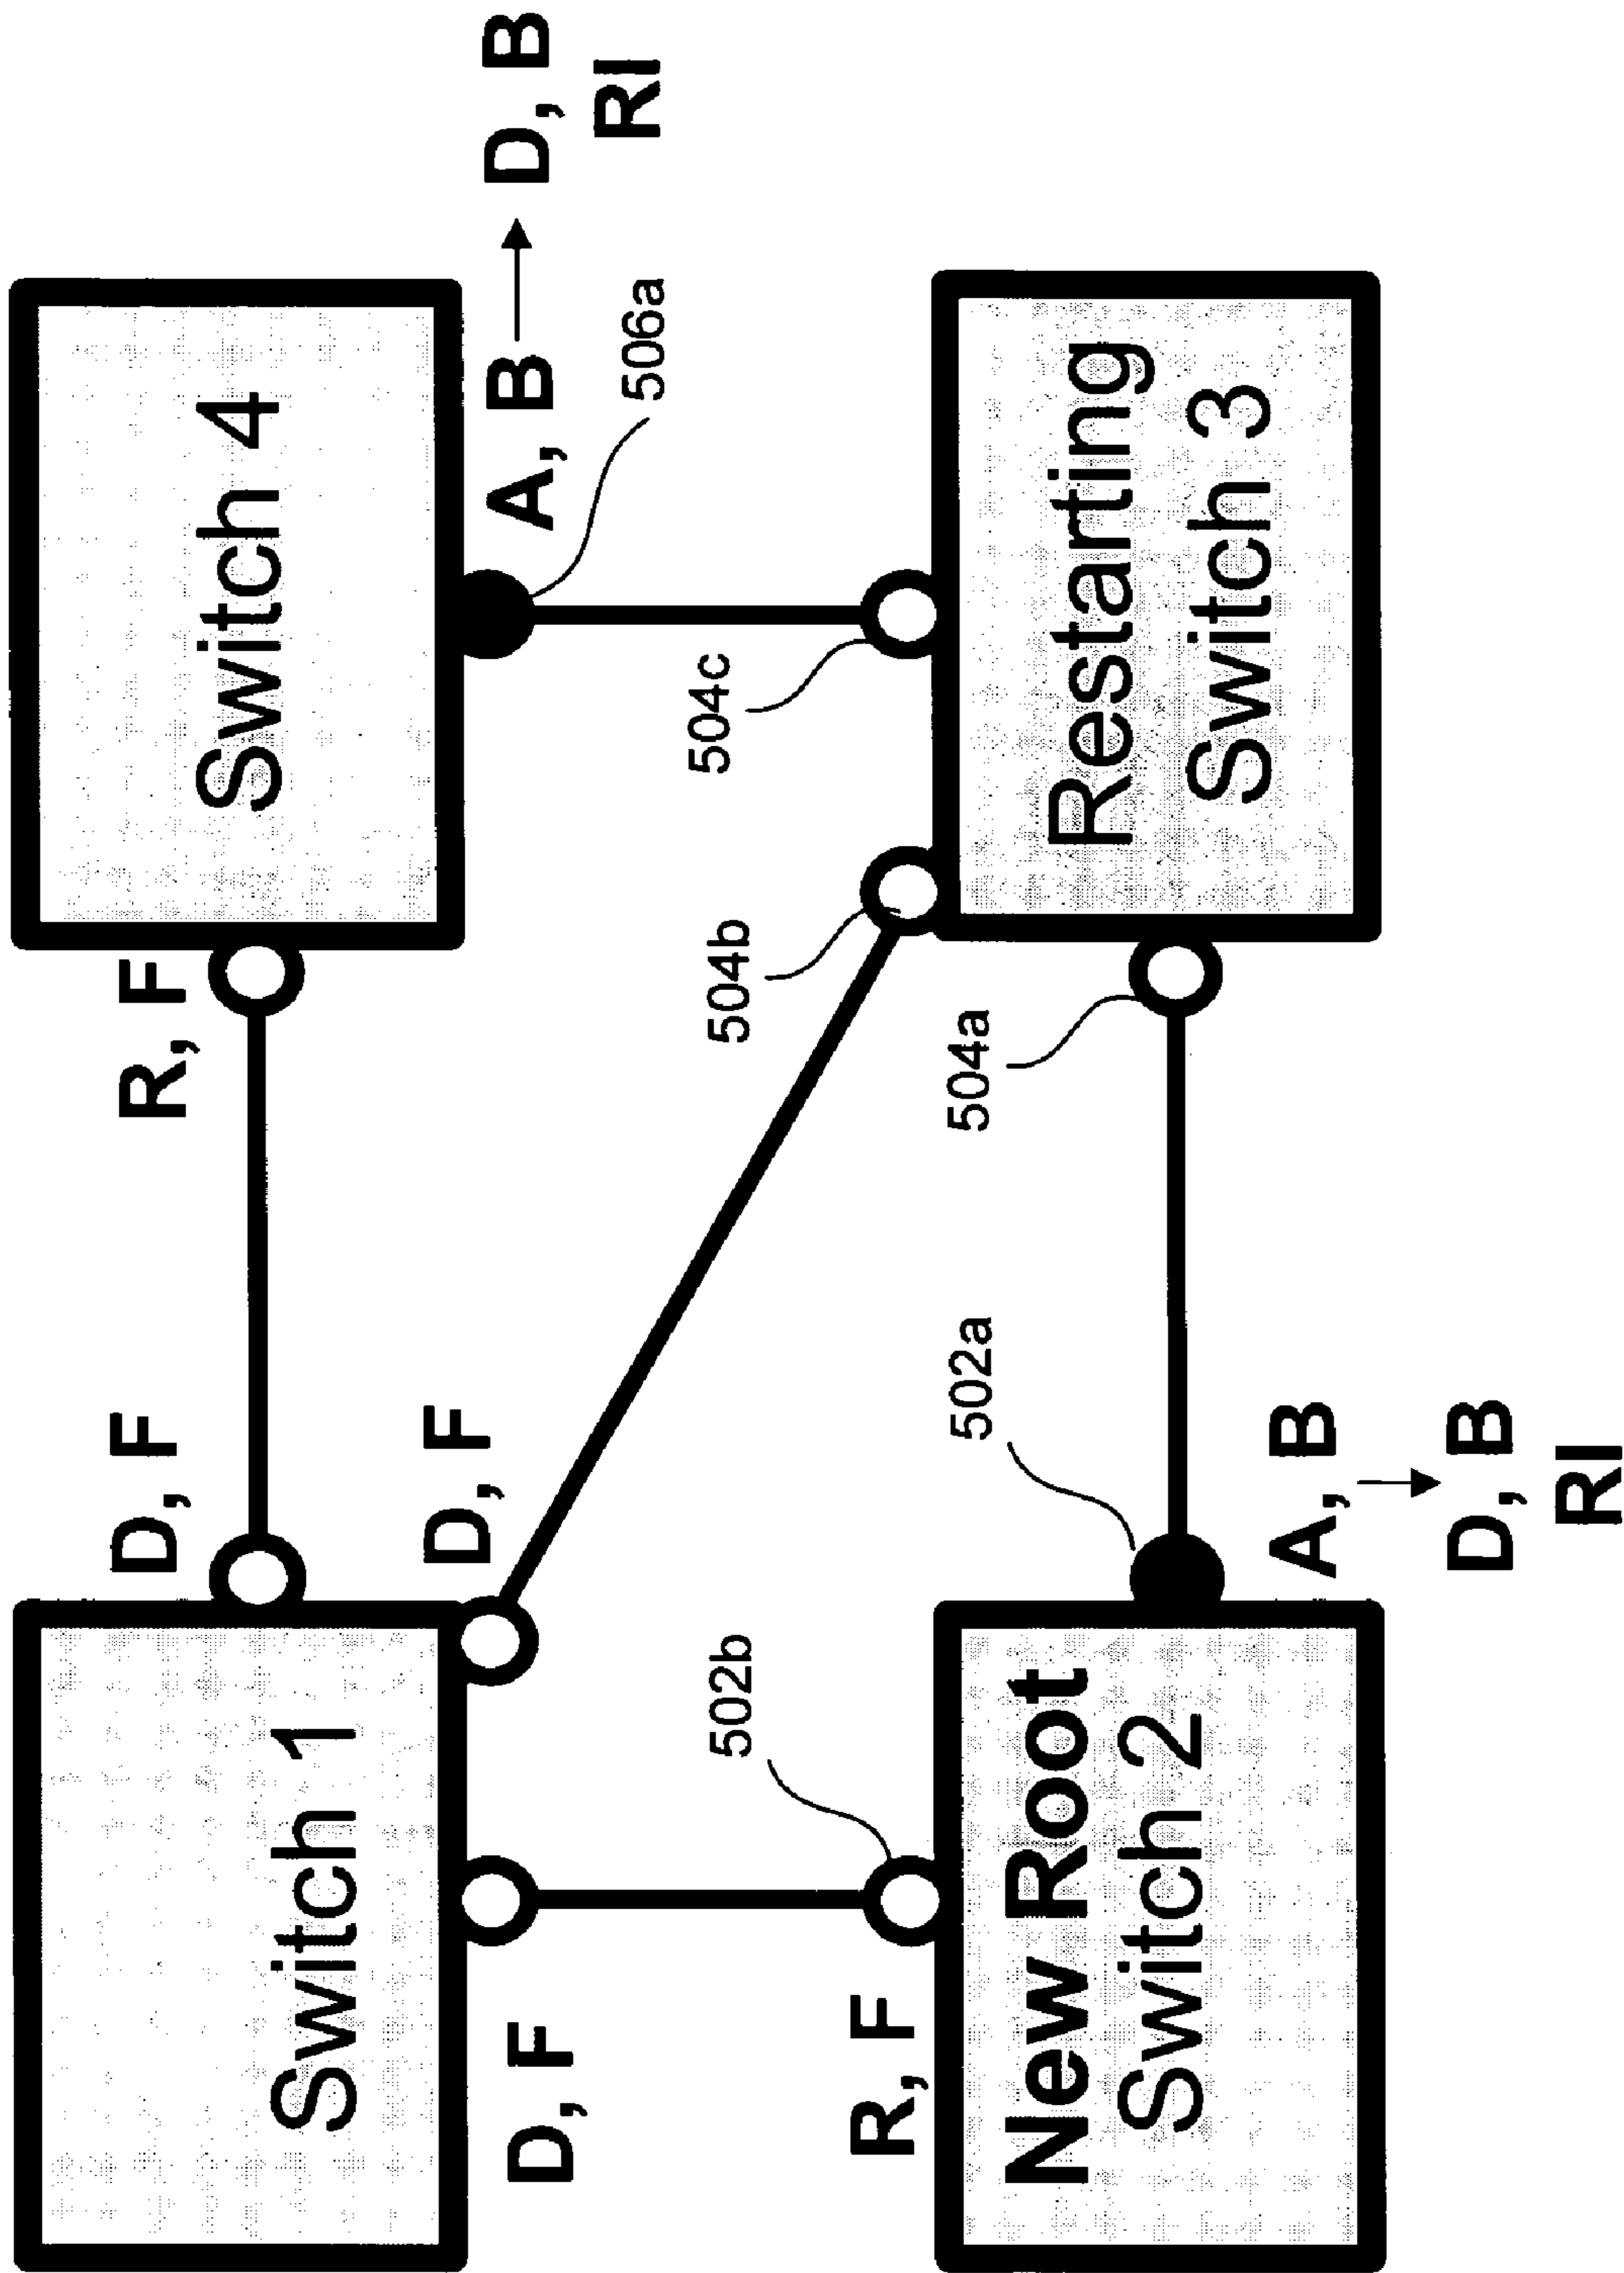 Switch 1
D, F
R, F
Switch 4
D, F
D, F
A, B
D, B
RI
506a
502b
504b
504c
R, F
502a
504a
New Root
Switch 2
Restarting
Switch 3
A, B
D, B
RI